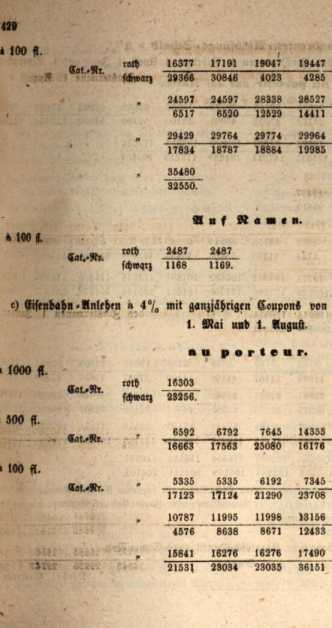 429
à 100 fl.
Cat.-Nr. roth 16377 17191 19047 19447
schwarz 29366 30846 4023 4285
„ 24597 24597 28338 28527
6517 6520 12529 14411
„ 29429 29764 29774 29964
17834 18787 18884 19985
„ 35480
32550.
Auf Namen.
à 100 fl.
Cat.-Nr. roth 2487 2487
schwarz 1168 1169.
c) Eisenbahn-Anlehen à 4% mit ganzjährigen Coupons von
1. Mai und 1. August.
au porteur.
à 1000 fl.
Cat.-Nr. roth 16303
schwarz 23256.
500 fl.
Cat.-Nr. „ 6592 6792 7645 14355
16663 17563 25080 16176
à 100 fl.
Cat.-Nr. „ 5335 5335 6192 7345
17123 17124 21290 23708
„ 10787 11995 11998 13156
4576 8638 8671 12433
„ 15841 16276 16276 17490
21531 23034 23035 36151